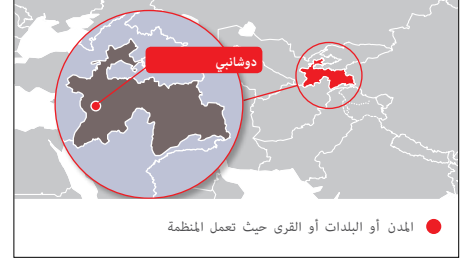 دوشانبي
المدن أو البلدات أو القرى حيث تعمل المنظمة